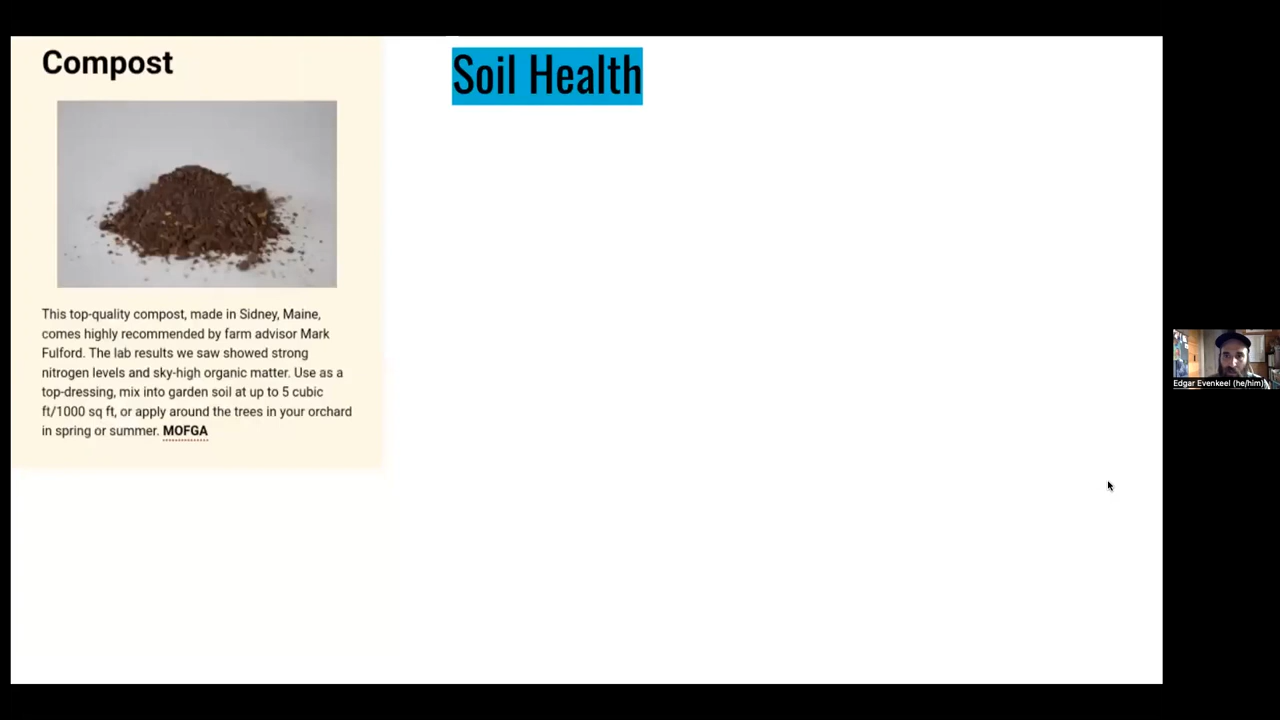 Compost
Soil Health
This top-quality compost, made in Sidney, Maine,
comes highly recommended by farm advisor Mark
Fulford. The lab results we saw showed strong
nitrogen levels and sky-high organic matter. Use as a
top-dressing, mix into garden soil at up to 5 cubic
ft/1000 sq ft, or apply around the trees in your orchard
in spring or summer. MOFGA
Edgar Evenkeel (he/him)